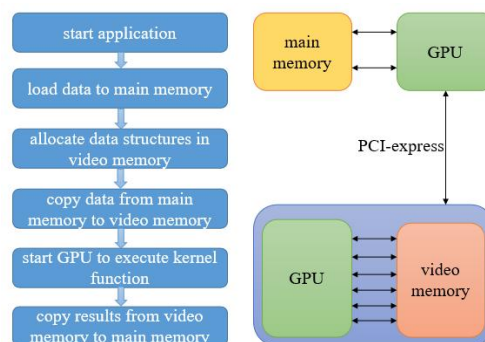 start application
load data to main memory
allocate data structures in
video memory
copy data from main
memory to video memory
start GPU to execute kernel
function
copy results from video
memory to main memory
main
memory
GPU
PCI-express
GPU
video
memory